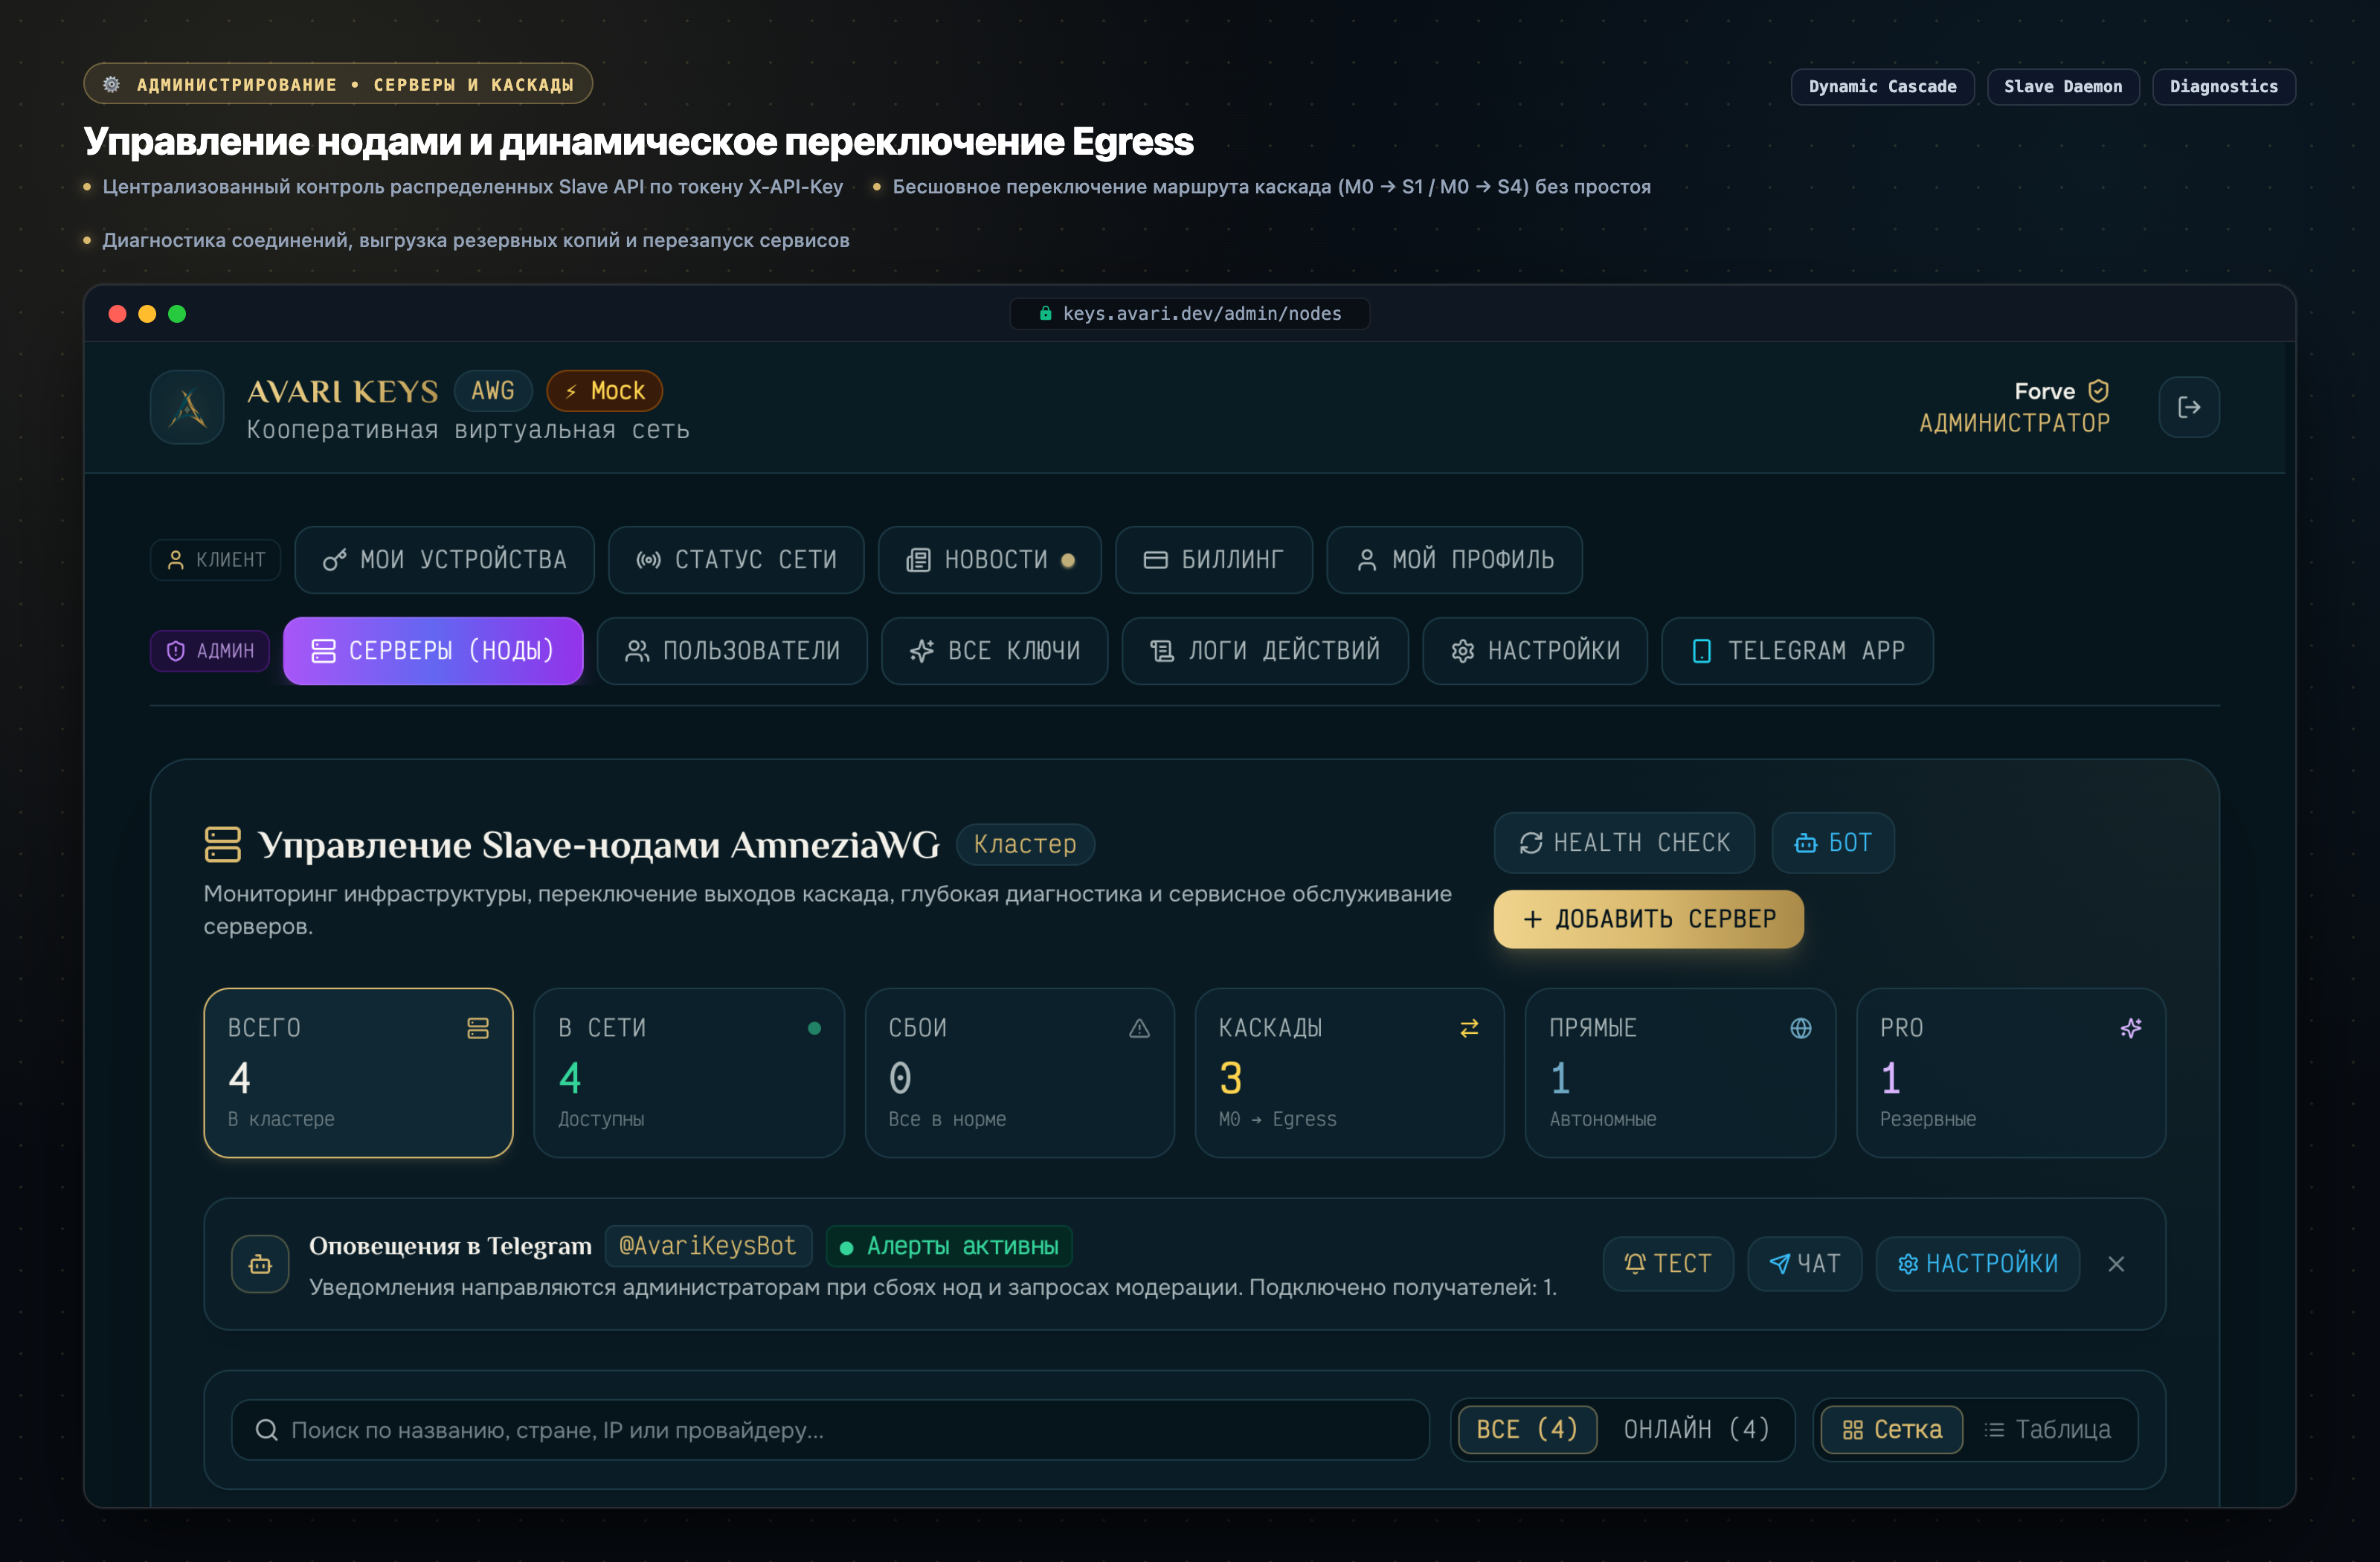 АДМИНИСТРИРОВАНИЕ • СЕРВЕРЫ И КАСКАДЫ
Dynamic Cascade
Slave Daemon
Diagnostics
Управление нодами и динамическое переключение Egress
• Централизованный контроль распределенных Slave API по токену X-API-Key
• Бесшовное переключение маршрута каскада (M0 → S1 / M0 → S4) без простоя
• Диагностика соединений, выгрузка резервных копий и перезапуск сервисов
keys.avari.dev/admin/nodes
AVARI KEYS
AWG
⚡ Mock
Кооперативная виртуальная сеть
Forve
АДМИНИСТРАТОР
КЛИЕНТ
МОИ УСТРОЙСТВА
СТАТУС СЕТИ
НОВОСТИ
БИЛЛИНГ
МОЙ ПРОФИЛЬ
АДМИН
СЕРВЕРЫ (НОДЫ)
ПОЛЬЗОВАТЕЛИ
ВСЕ КЛЮЧИ
ЛОГИ ДЕЙСТВИЙ
НАСТРОЙКИ
TELEGRAM APP
Управление Slave-нодами AmneziaWG
Кластер
Мониторинг инфраструктуры, переключение выходов каскада, глубокая диагностика и сервисное обслуживание
серверов.
HEALTH CHECK
БОТ
+ ДОБАВИТЬ СЕРВЕР
ВСЕГО
4
В кластере
В СЕТИ
4
Доступны
СБОИ
0
Все в норме
КАСКАДЫ
3
M0 → Egress
ПРЯМЫЕ
1
Автономные
PRO
1
Резервные
Оповещения в Telegram
@AvariKeysBot
● Алерты активны
Уведомления направляются администраторам при сбоях нод и запросах модерации. Подключено получателей: 1.
ТЕСТ
ЧАТ
НАСТРОЙКИ
Поиск по названию, стране, IP или провайдеру...
ВСЕ (4)
ОНЛАЙН (4)
Сетка
Таблица